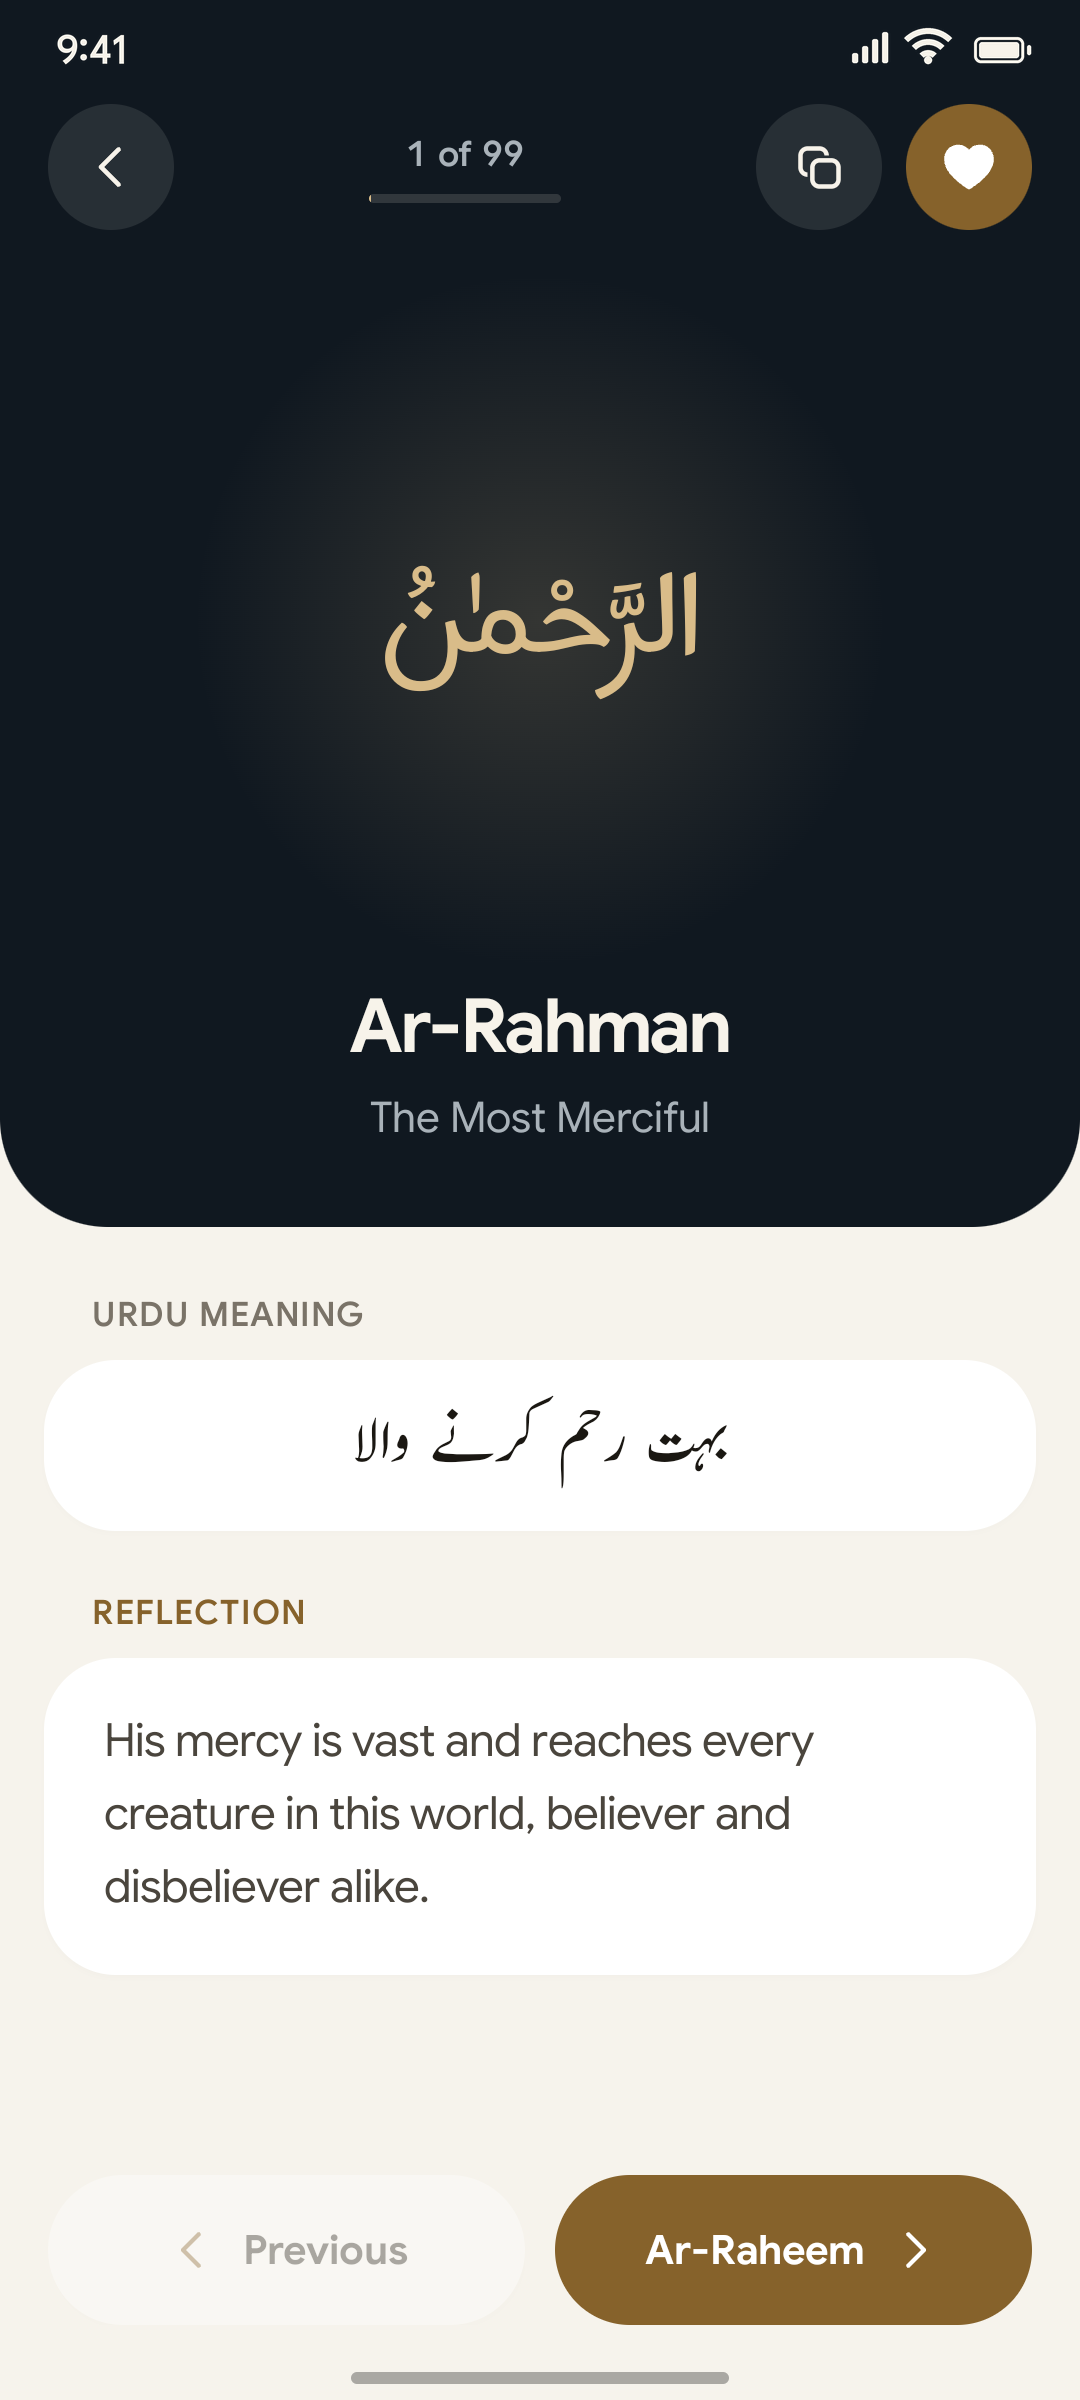 9:41
1 of 99
الرَّحْمٰنُ
Ar-Rahman
The Most Merciful
URDU MEANING
بہت رحم کرنے والا
REFLECTION
His mercy is vast and reaches every
creature in this world, believer and
disbeliever alike.
Previous
Ar-Raheem